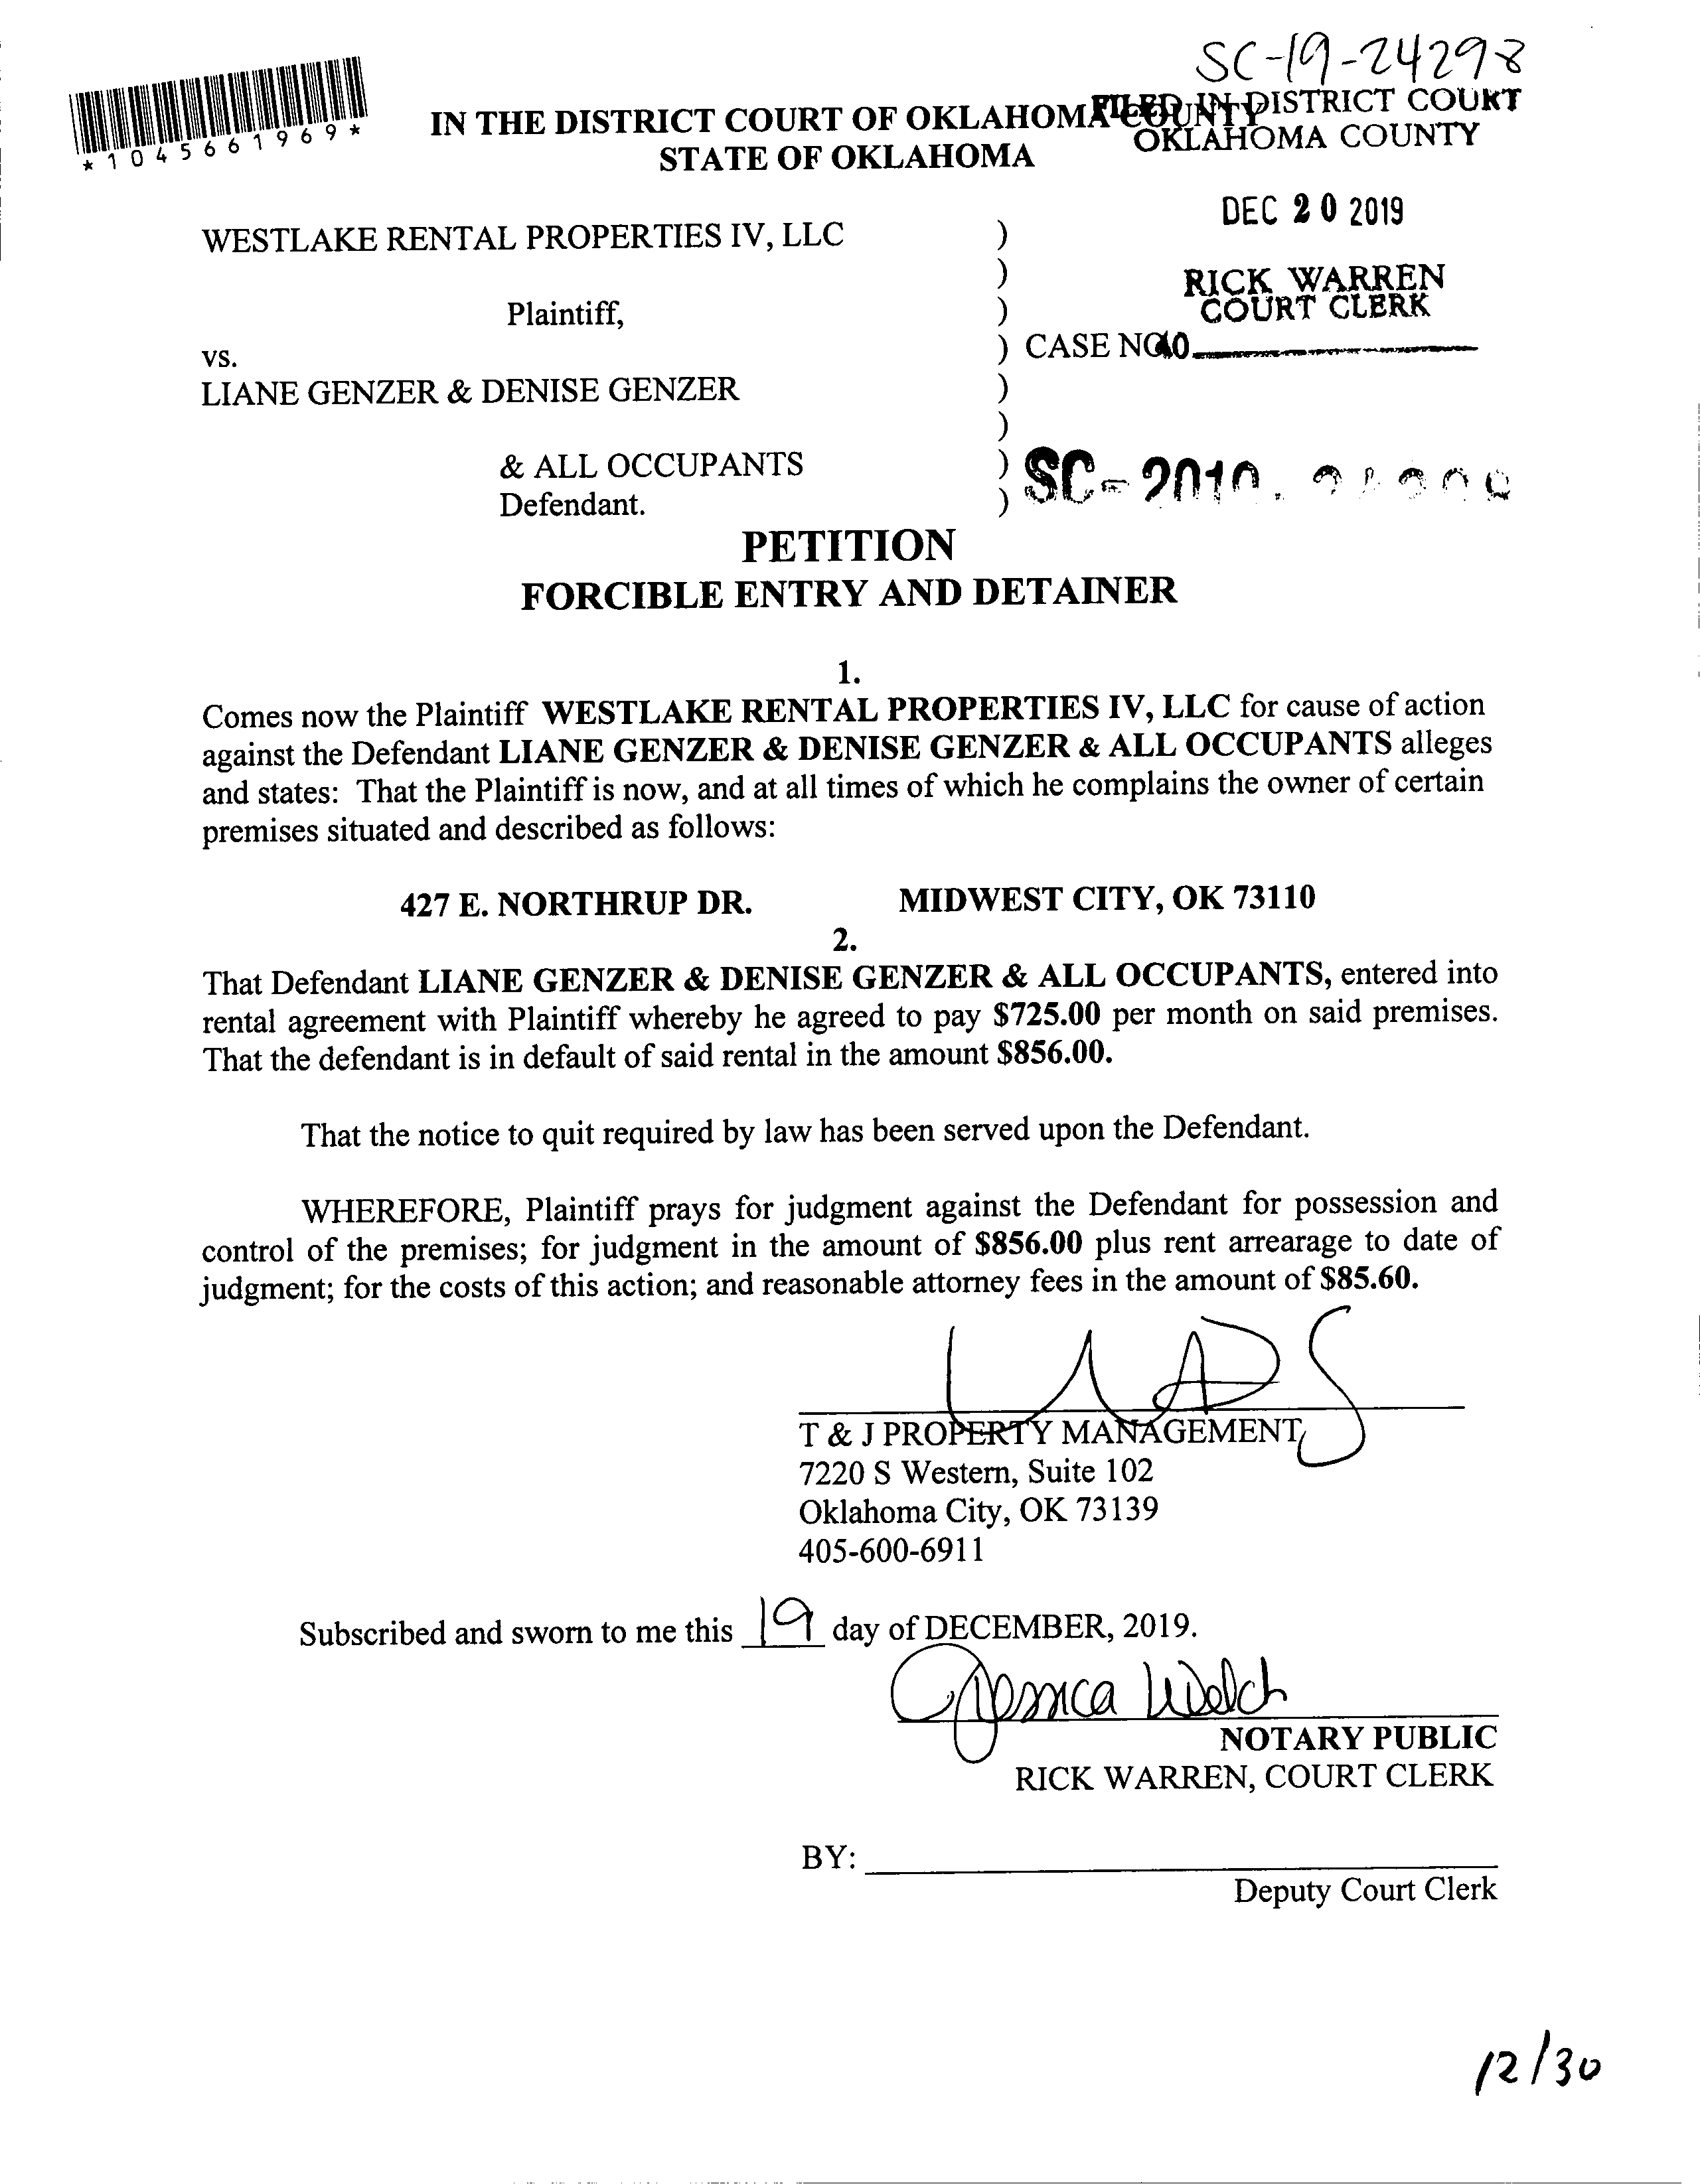 SC-19-24298
*1045661969*
IN THE DISTRICT COURT OF OKLAHOMA COUNTY
STATE OF OKLAHOMA
FILED IN DISTRICT COURT
OKLAHOMA COUNTY
DEC 20 2019
RICK WARREN
COURT CLERK
WESTLAKE RENTAL PROPERTIES IV, LLC )
)
Plaintiff, )
vs. ) CASE NO.
40
LIANE GENZER & DENISE GENZER )
)
& ALL OCCUPANTS )
Defendant. )
SC-
PETITION
FORCIBLE ENTRY AND DETAINER
1.
Comes now the Plaintiff WESTLAKE RENTAL PROPERTIES IV, LLC for cause of action
against the Defendant LIANE GENZER & DENISE GENZER & ALL OCCUPANTS alleges
and states: That the Plaintiff is now, and at all times of which he complains the owner of certain
premises situated and described as follows:
427 E. NORTHRUP DR. MIDWEST CITY, OK 73110
2.
That Defendant LIANE GENZER & DENISE GENZER & ALL OCCUPANTS, entered into
rental agreement with Plaintiff whereby he agreed to pay $725.00 per month on said premises.
That the defendant is in default of said rental in the amount $856.00.
That the notice to quit required by law has been served upon the Defendant.
WHEREFORE, Plaintiff prays for judgment against the Defendant for possession and
control of the premises; for judgment in the amount of $856.00 plus rent arrearage to date of
judgment; for the costs of this action; and reasonable attorney fees in the amount of $85.60.
T & J PROPERTY MANAGEMENT
7220 S Western, Suite 102
Oklahoma City, OK 73139
405-600-6911
Subscribed and sworn to me this 19 day of DECEMBER, 2019.
Jessica Welch
NOTARY PUBLIC
RICK WARREN, COURT CLERK
BY:
Deputy Court Clerk
12/30